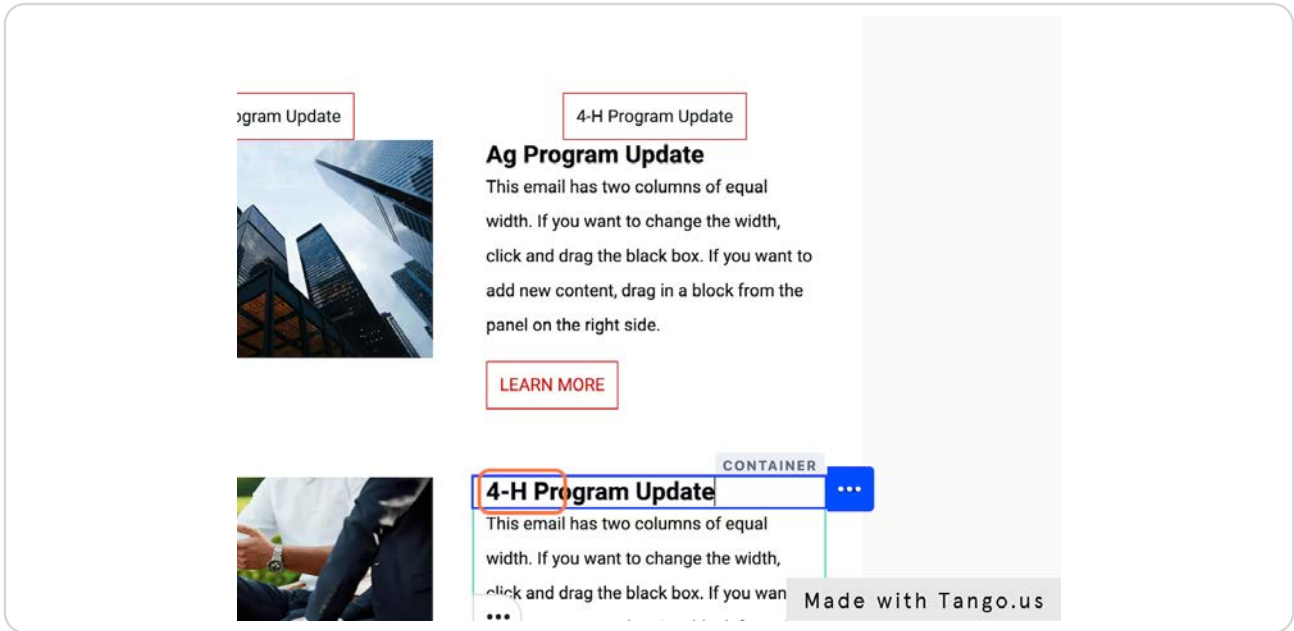 ogram Update
4-H Program Update
Ag Program Update
This email has two columns of equal
width. If you want to change the width,
click and drag the black box. If you want to
add new content, drag in a block from the
panel on the right side.
LEARN MORE
CONTAINER
4-H Program Update
This email has two columns of equal
width. If you want to change the width,
click and drag the black box. If you wan
Made with Tango.us